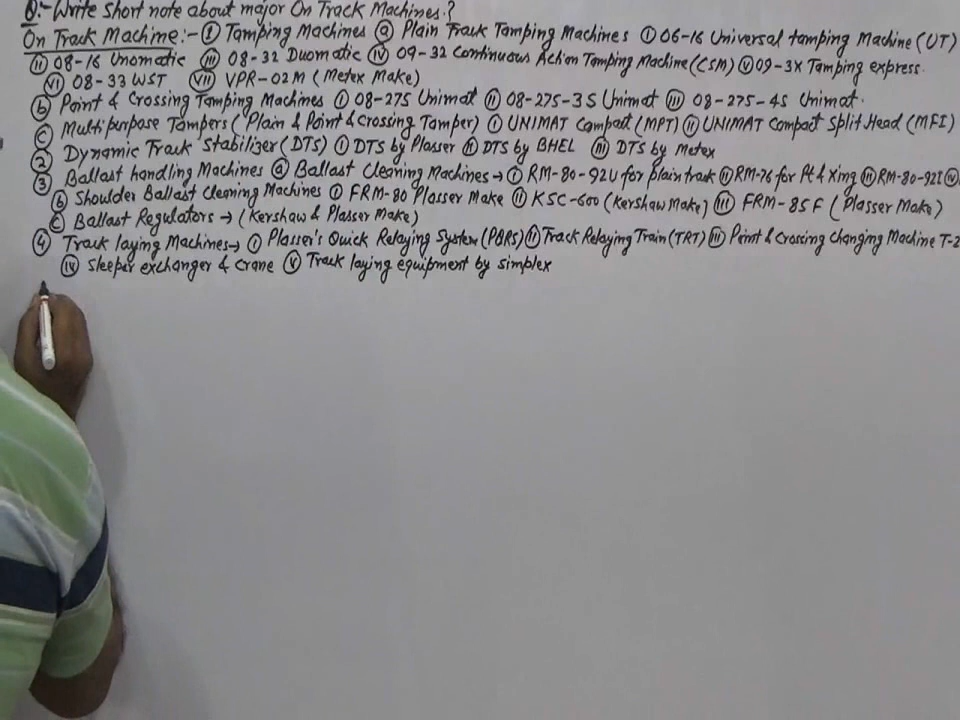 Q:- Write short note about major On Track Machines.?
On Track Machine:- ① Tamping Machines ⓐ Plain Track Tamping Machines ⓘ 06-16 Universal tamping Machine (UT)
ⓘⓘ 08-16 Unomatic ⓘⓘⓘ 08-32 Duomatic ⓘⓥ 09-32 Continuous Action Tamping Machine (CSM) ⓥ 09-3X Tamping express.
ⓥⓘ 08-33 WST ⓥⓘⓘ VPR-02M (Metex Make)
ⓑ Point & Crossing Tamping Machines ⓘ 08-275 Unimat ⓘⓘ 08-275-3S Unimat ⓘⓘⓘ 08-275-4S Unimat.
ⓒ Multipurpose Tampers (Plain & Point & Crossing Tamper) ⓘ UNIMAT Compact (MPT) ⓘⓘ UNIMAT Compact Split Head (MFI)
② Dynamic Track Stabilizer (DTS) ⓘ DTS by Plasser ⓘⓘ DTS by BHEL ⓘⓘⓘ DTS by Metex
③ Ballast handling Machines ⓐ Ballast Cleaning Machines → ⓘ RM-80-92U for plain track ⓘⓘ RM-76 for Pt & Xing ⓘⓘⓘ RM-80-92I ⓘⓥ
ⓑ Shoulder Ballast Cleaning Machines ⓘ FRM-80 Plasser Make ⓘⓘ KSC-600 (Kershaw Make) ⓘⓘⓘ FRM-85F (Plasser Make)
ⓒ Ballast Regulators → (Kershaw & Plasser Make)
④ Track laying Machines → ⓘ Plasser's Quick Relaying System (PQRS) ⓘⓘ Track Relaying Train (TRT) ⓘⓘⓘ Point & Crossing Changing Machine T-2
ⓘⓥ Sleeper exchanger & Crane ⓥ Track laying equipment by simplex